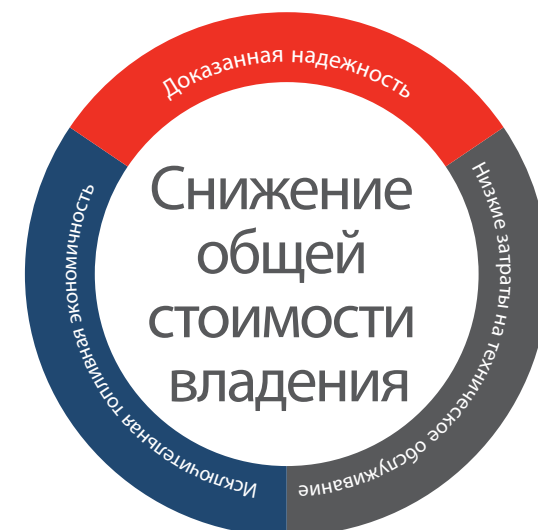 Доказанная надежность
Низкие затраты на техническое обслуживание
Исключительная топливная экономичность
Снижение
общей
стоимости
владения